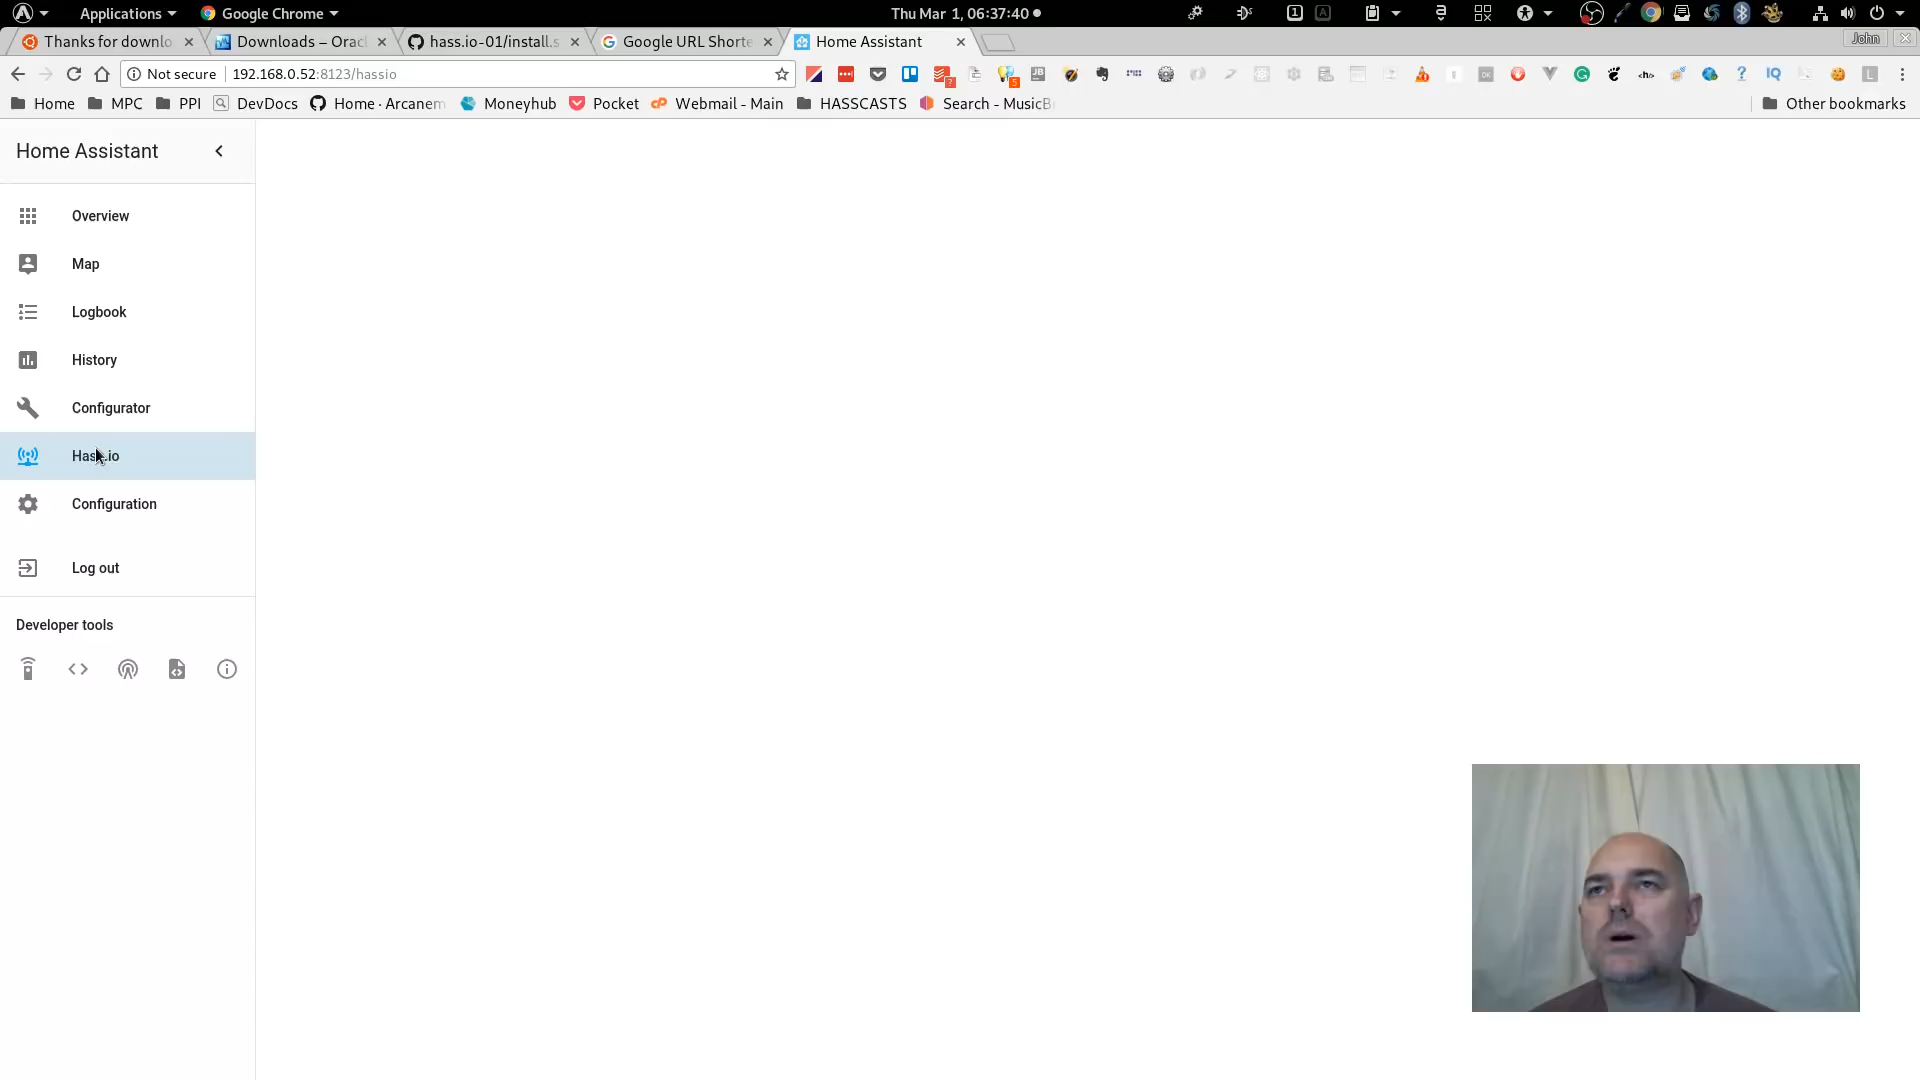 Applications
Google Chrome
Thu Mar 1, 06:37:40
1
A
Thanks for downlo
Downloads – Orac
hass.io-01/install.s
Google URL Shorte
Home Assistant
John
Not secure
192.168.0.52:8123/hassio
Home
MPC
PPI
DevDocs
Home · Arcanem
Moneyhub
Pocket
Webmail - Main
HASSCASTS
Search - MusicB
Other bookmarks
Home Assistant
Overview
Map
Logbook
History
Configurator
Hass.io
Configuration
Log out
Developer tools